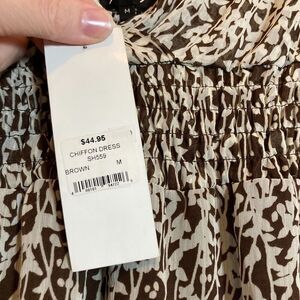 M
$44.95
CHIFFON DRESS
SH559
BROWN M